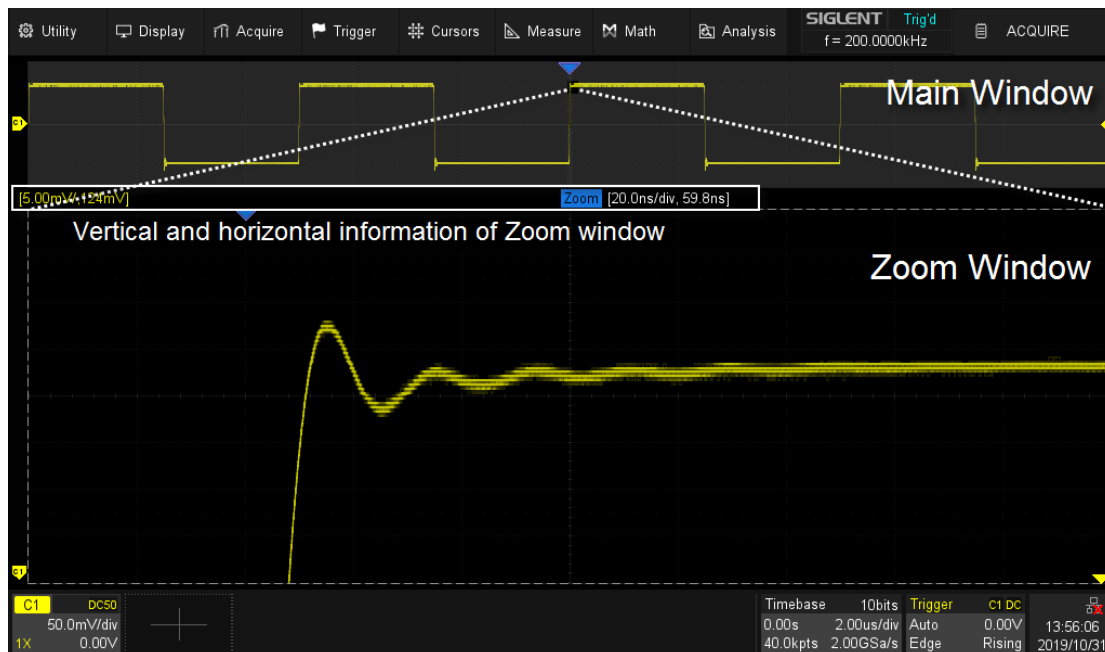 Utility Display Acquire Trigger Cursors Measure Math Analysis SIGLENT Trig'd ACQUIRE
f = 200.0000kHz
Main Window
C1
[5.00mV/,124mV] Zoom [20.0ns/div, 59.8ns]
Vertical and horizontal information of Zoom window
Zoom Window
C1
C1 DC50 Timebase 10bits Trigger C1 DC
50.0mV/div 0.00s 2.00us/div Auto 0.00V 13:56:06
1X 0.00V 40.0kpts 2.00GSa/s Edge Rising 2019/10/31